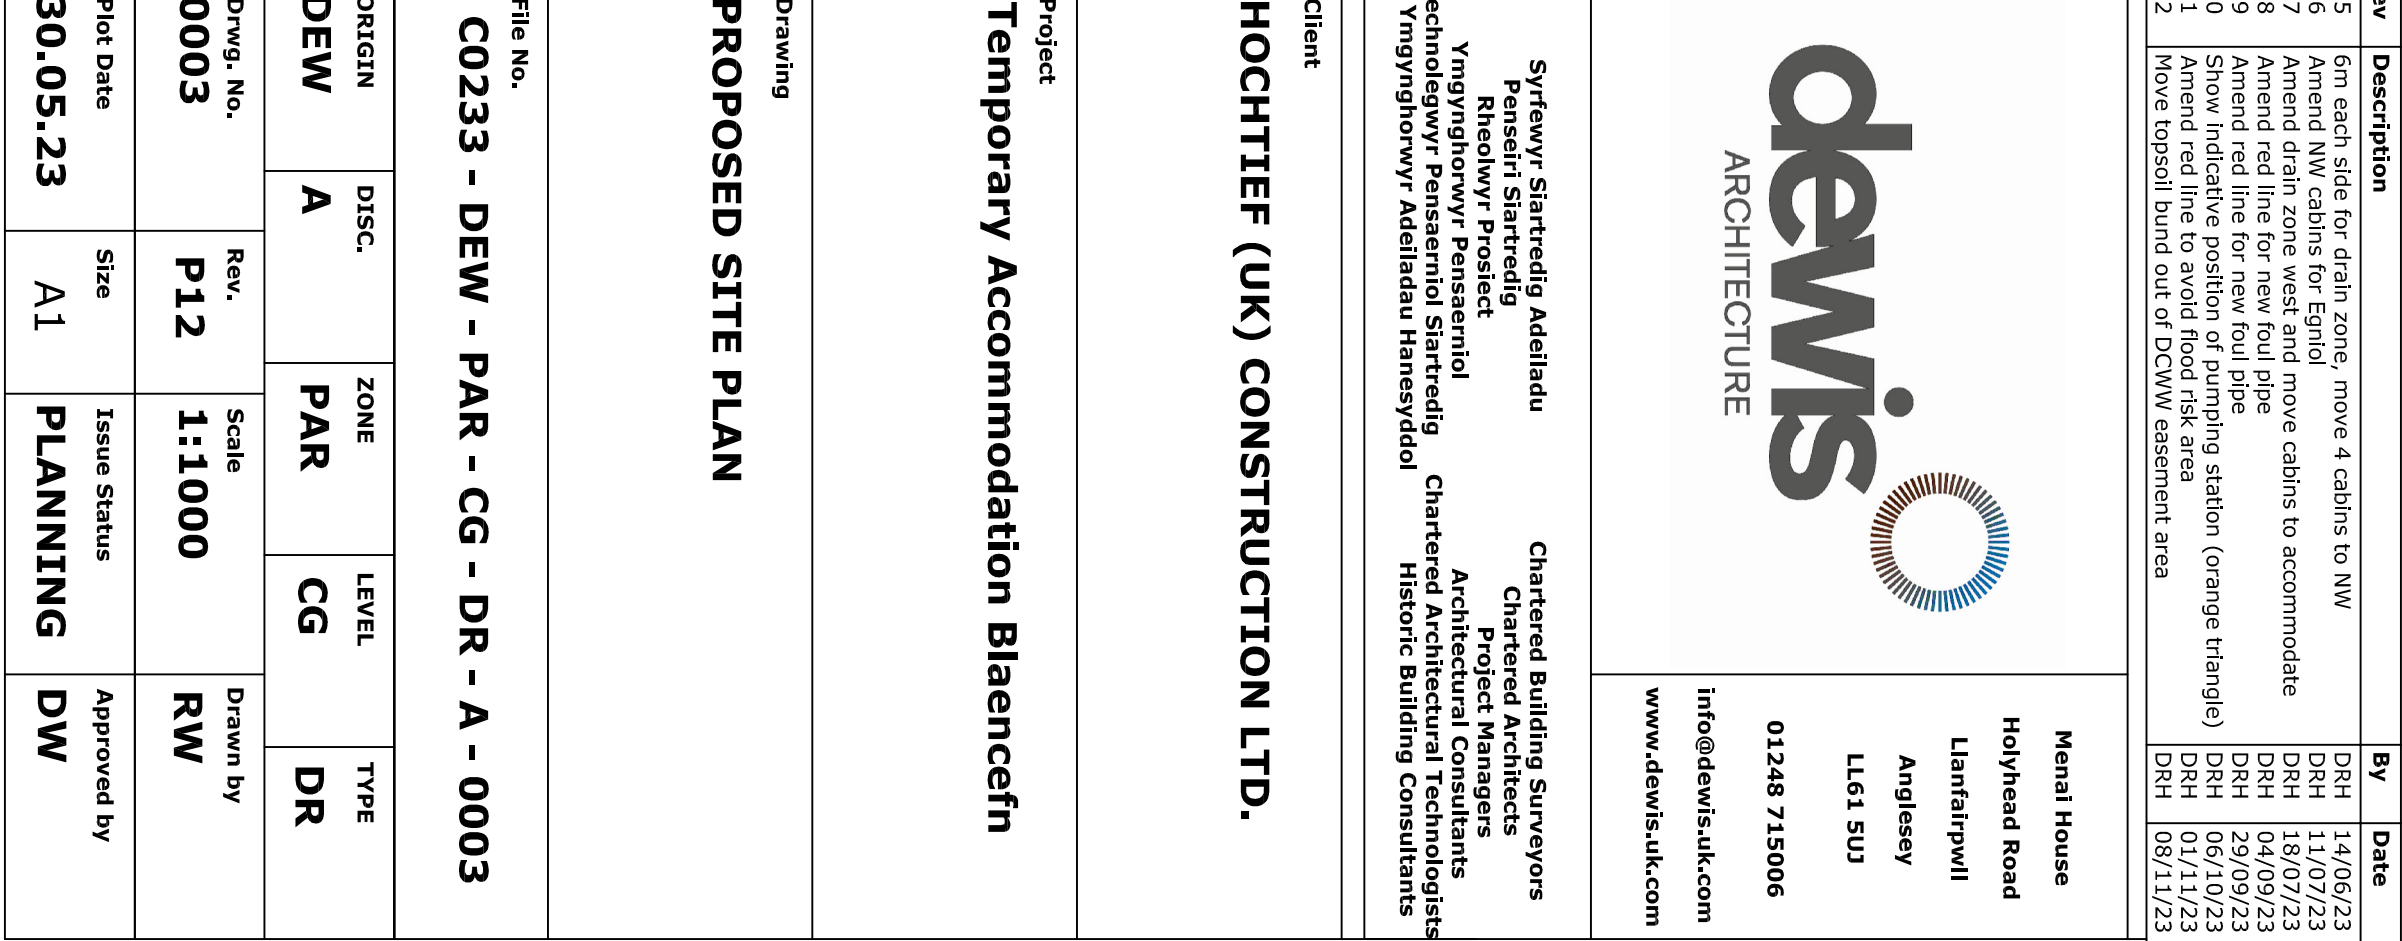 ev Description By Date
5 6m each side for drain zone, move 4 cabins to NW DRH 14/06/23
6 Amend NW cabins for Egniol DRH 11/07/23
7 Amend drain zone west and move cabins to accommodate DRH 18/07/23
8 Amend red line for new foul pipe DRH 04/09/23
9 Amend red line for new foul pipe DRH 29/09/23
0 Show indicative position of pumping station (orange triangle) DRH 06/10/23
1 Amend red line to avoid flood risk area DRH 01/11/23
2 Move topsoil bund out of DCWW easement area DRH 08/11/23
dewis
ARCHITECTURE
Menai House
Holyhead Road
Llanfairpwll
Anglesey
LL61 5UJ
01248 715006
info@dewis.uk.com
www.dewis.uk.com
Syrfewyr Siartredig Adeiladu
Penseiri Siartredig
Rheolwyr Prosiect
Ymgynghorwyr Pensaerniol
echnolegwyr Pensaerniol Siartredig
Ymgynghorwyr Adeiladau Hanesyddol
Chartered Building Surveyors
Chartered Architects
Project Managers
Architectural Consultants
Chartered Architectural Technologists
Historic Building Consultants
Client
HOCHTIEF (UK) CONSTRUCTION LTD.
Project
Temporary Accommodation Blaencefn
Drawing
PROPOSED SITE PLAN
File No.
C0233 - DEW - PAR - CG - DR - A - 0003
ORIGIN DISC. ZONE LEVEL TYPE
DEW A PAR CG DR
Drwg. No. Rev. Scale Drawn by
0003 P12 1:1000 RW
Plot Date Size Issue Status Approved by
30.05.23 A1 PLANNING DW